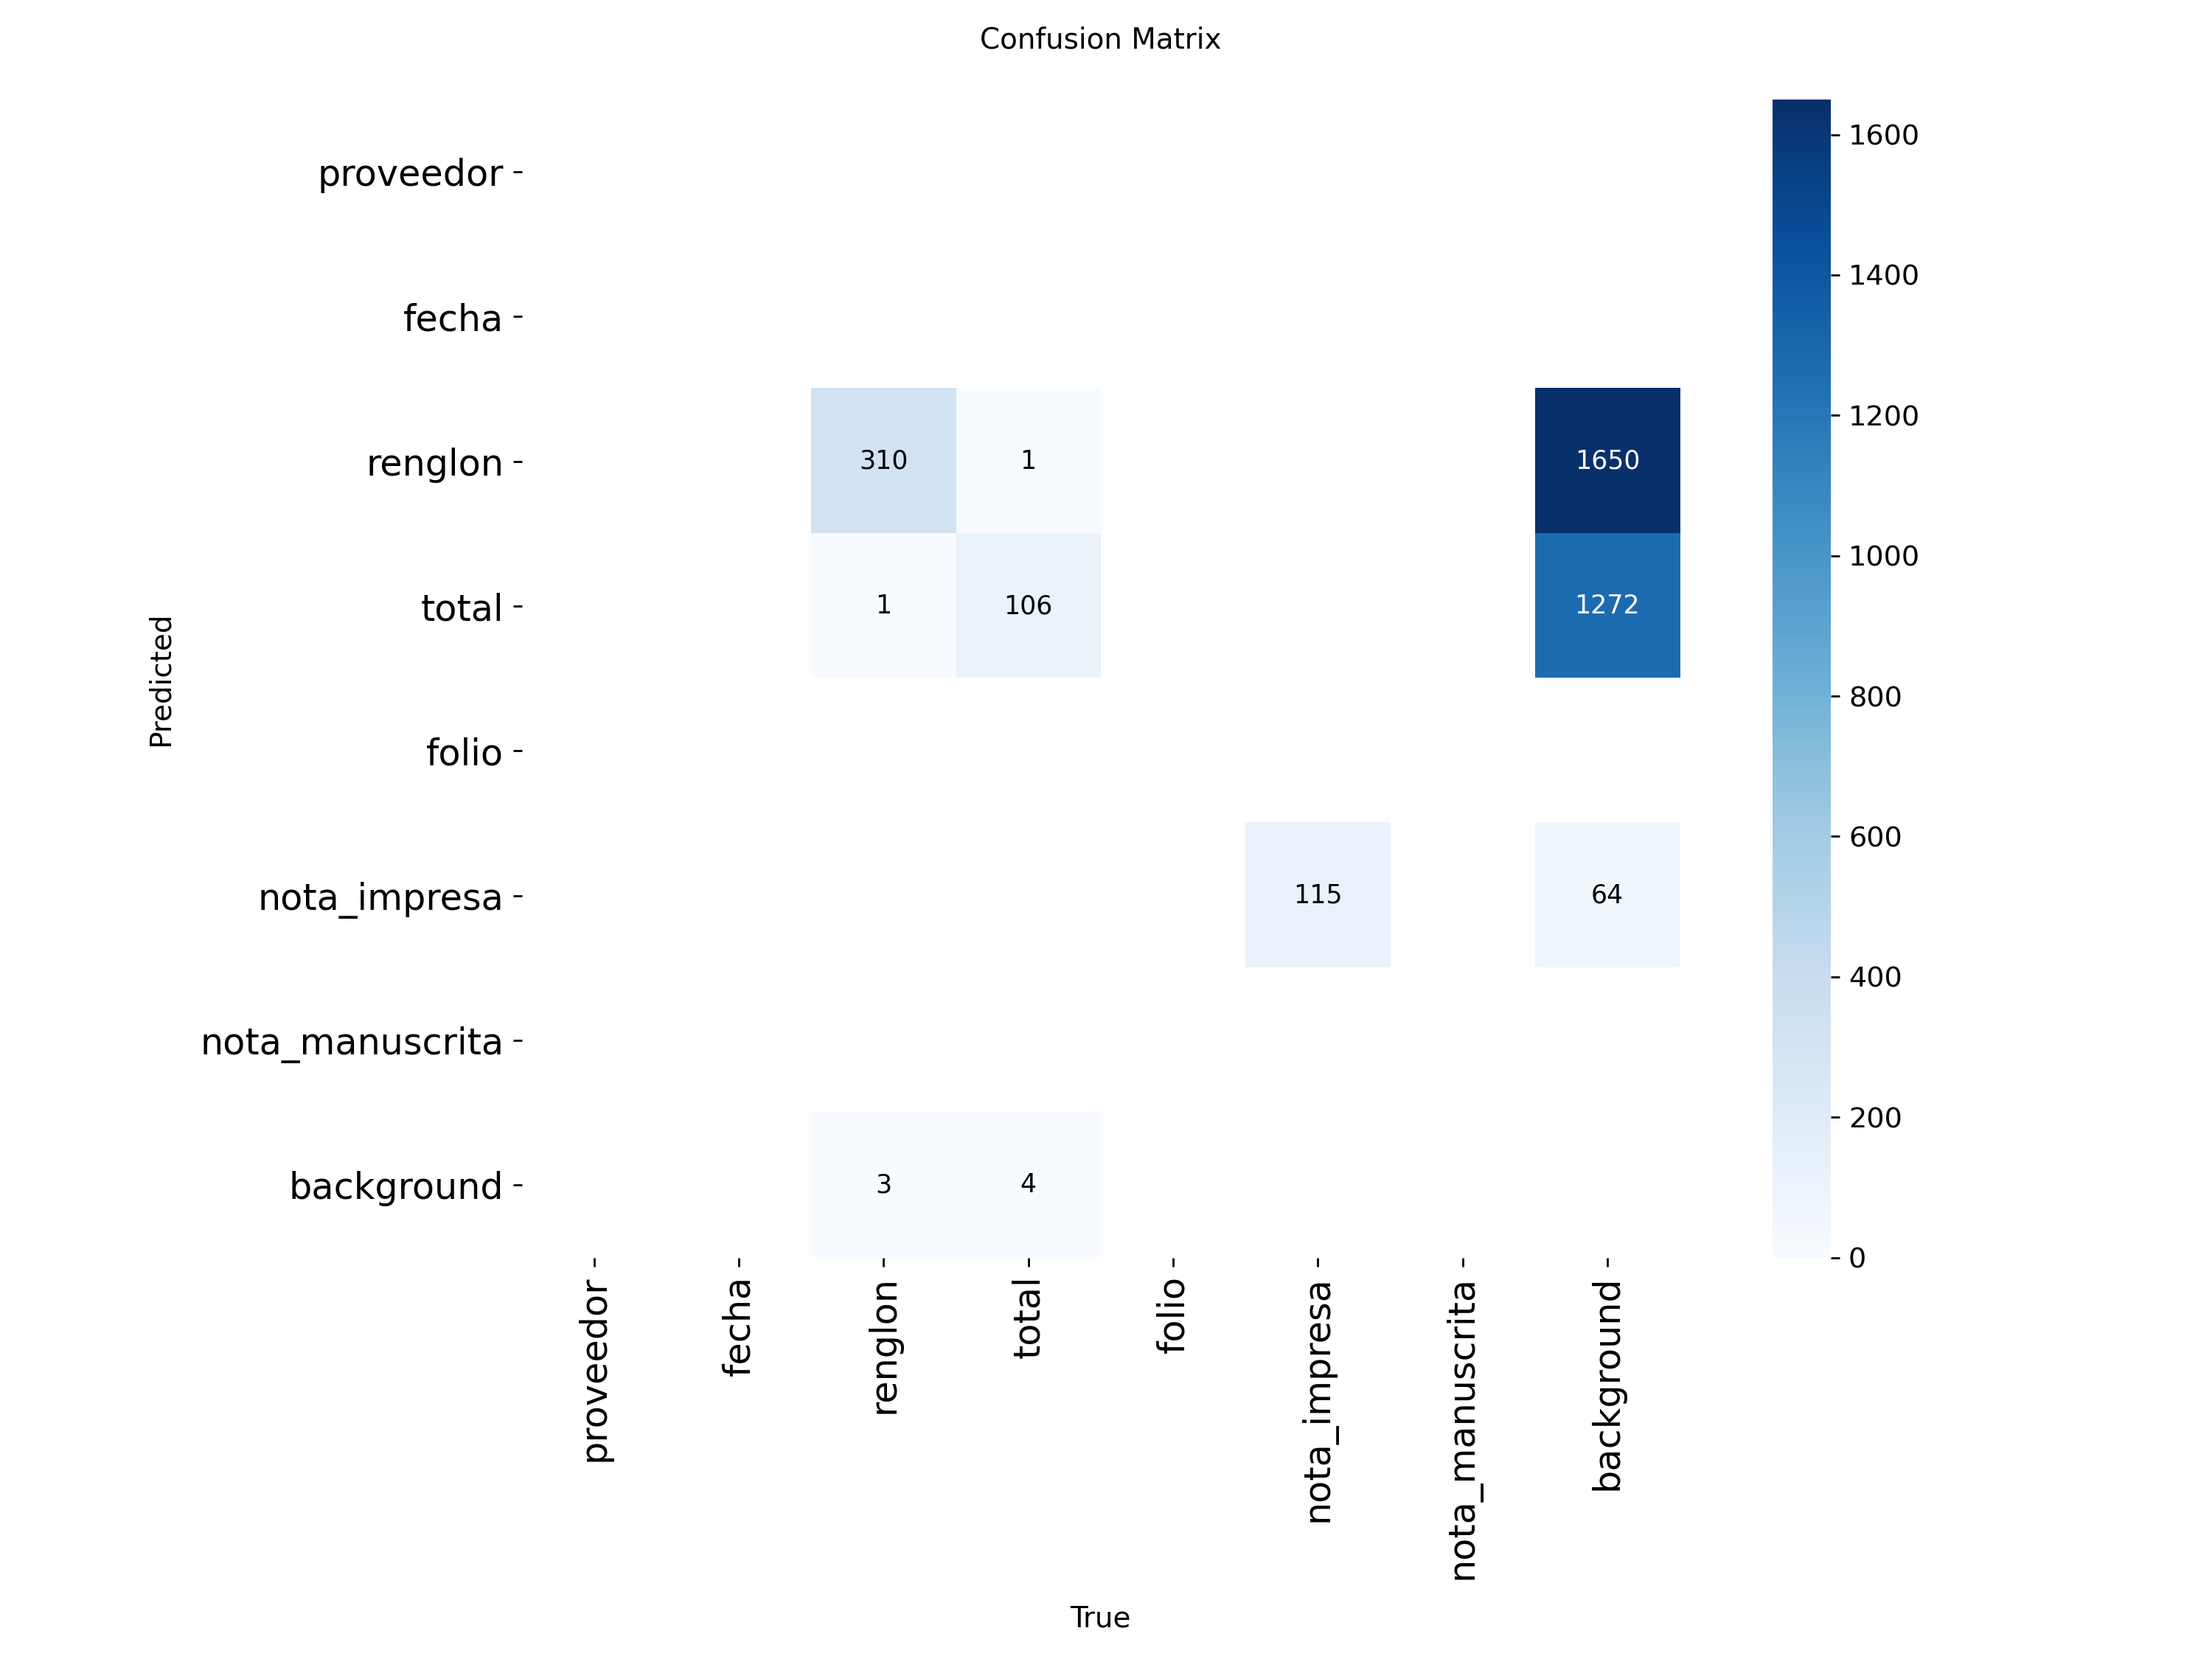 Confusion Matrix
proveedor
fecha
renglon
total
folio
nota_impresa
nota_manuscrita
background
Predicted
310 1 1650
1 106 1272
115 64
3 4
1600
1400
1200
1000
800
600
400
200
0
proveedor
fecha
renglon
total
folio
nota_impresa
nota_manuscrita
background
True